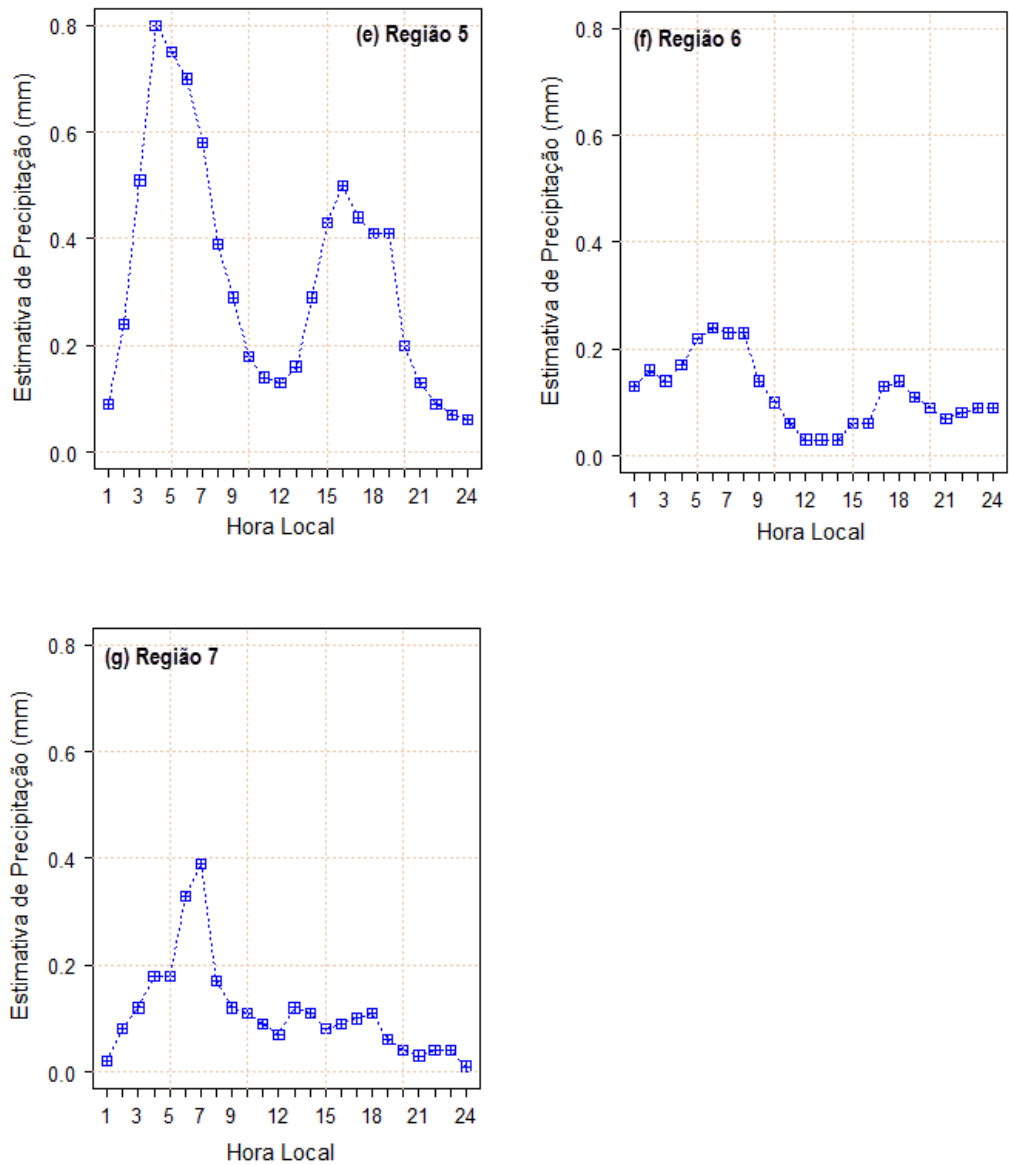 (e) Região 5
Estimativa de Precipitação (mm)
0.8
0.6
0.4
0.2
0.0
1 3 5 7 9 12 15 18 21 24
Hora Local
(f) Região 6
Estimativa de Precipitação (mm)
0.8
0.6
0.4
0.2
0.0
1 3 5 7 9 12 15 18 21 24
Hora Local
(g) Região 7
Estimativa de Precipitação (mm)
0.8
0.6
0.4
0.2
0.0
1 3 5 7 9 12 15 18 21 24
Hora Local